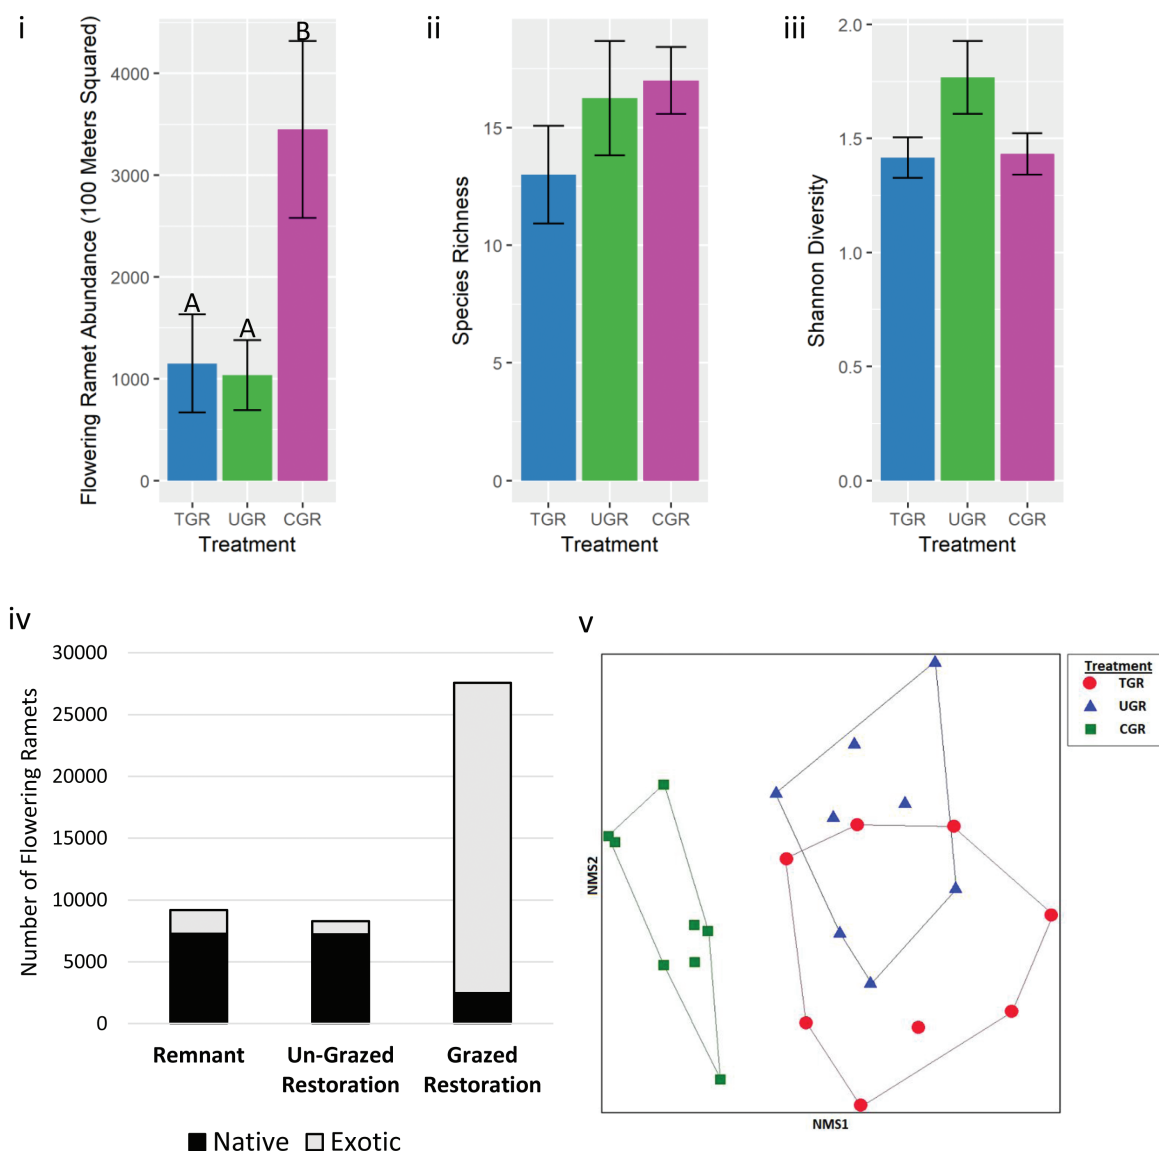 i
Flowering Ramet Abundance (100 Meters Squared)
4000
3000
2000
1000
0
A
A
B
TGR UGR CGR
Treatment
ii
Species Richness
15
10
5
0
TGR UGR CGR
Treatment
iii
Shannon Diversity
2.0
1.5
1.0
0.5
0.0
TGR UGR CGR
Treatment
iv
Number of Flowering Ramets
30000
25000
20000
15000
10000
5000
0
Remnant
Un-Grazed
Restoration
Grazed
Restoration
Native Exotic
v
NMS2
NMS1
Treatment
TGR
UGR
CGR